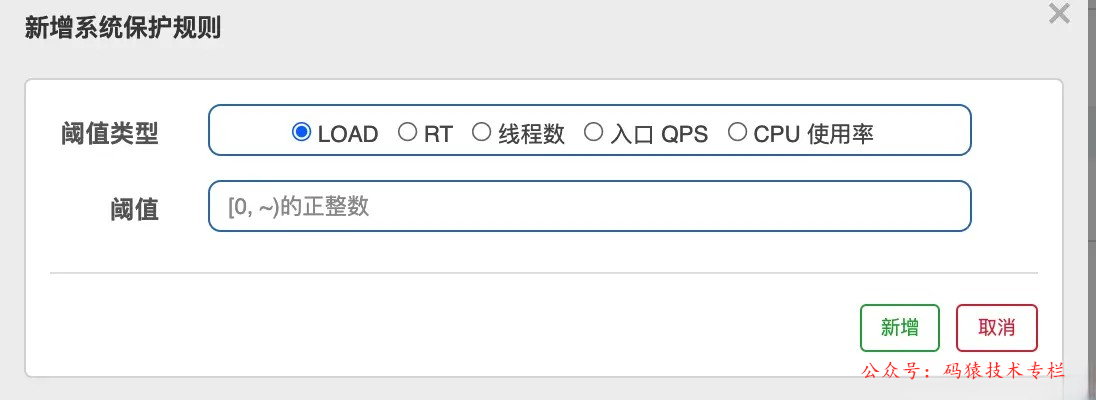 新增系统保护规则
阈值类型 LOAD RT 线程数 入口 QPS CPU 使用率
阈值 [0, ~)的正整数
新增 取消
公众号：码猿技术专栏